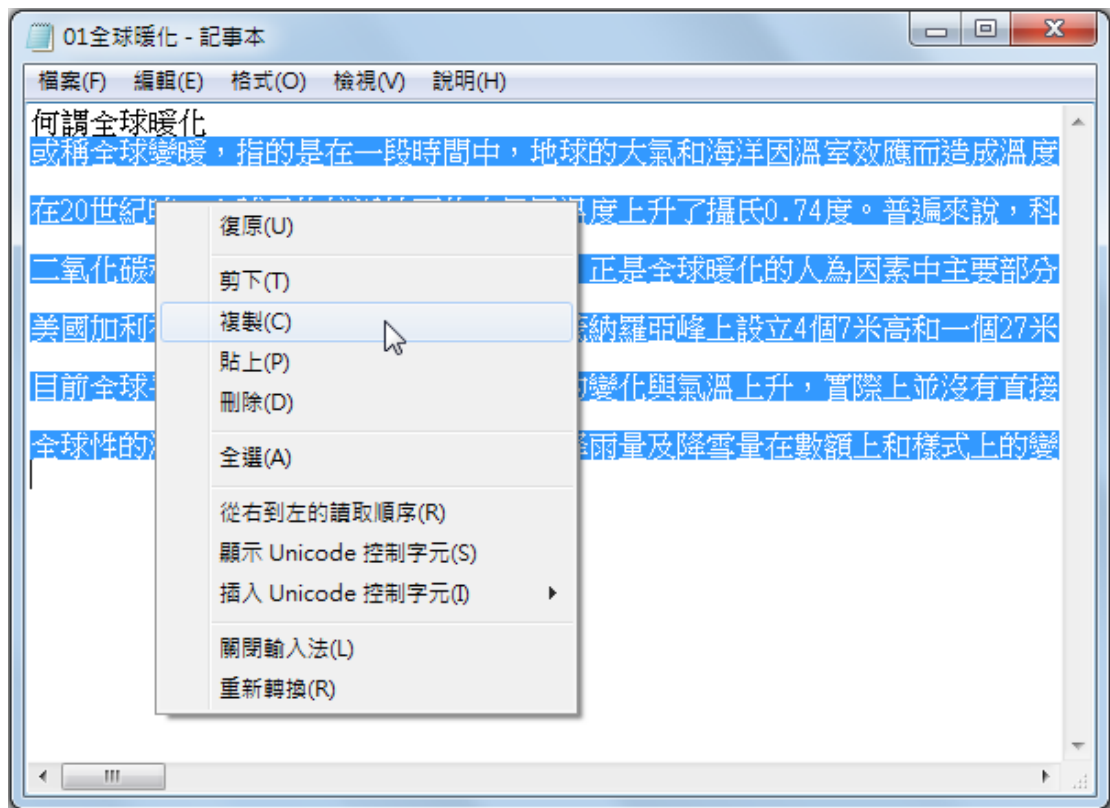 01全球暖化 - 記事本
檔案(F) 編輯(E) 格式(O) 檢視(V) 說明(H)
何謂全球暖化
或稱全球變暖，指的是在一段時間中，地球的大氣和海洋因溫室效應而造成溫度
在20世紀 度上升了攝氏0.74度。普遍來說，科
二氧化碳 正是全球暖化的人為因素中主要部分
美國加利 納羅亞峰上設立4個7米高和一個27米
目前全球 變化與氣溫上升，實際上並沒有直接
全球性的 雨量及降雪量在數額上和樣式上的變
復原(U)
剪下(T)
複製(C)
貼上(P)
刪除(D)
全選(A)
從右到左的讀取順序(R)
顯示 Unicode 控制字元(S)
插入 Unicode 控制字元(I)
關閉輸入法(L)
重新轉換(R)